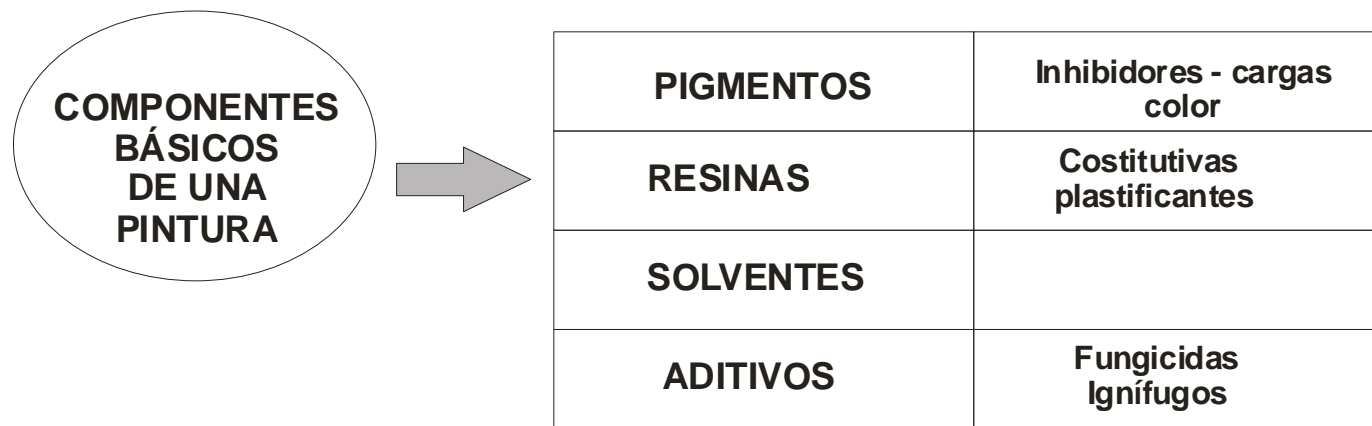 COMPONENTES
BÁSICOS
DE UNA
PINTURA
PIGMENTOS
Inhibidores - cargas
color
RESINAS
Costitutivas
plastificantes
SOLVENTES
ADITIVOS
Fungicidas
Ignífugos